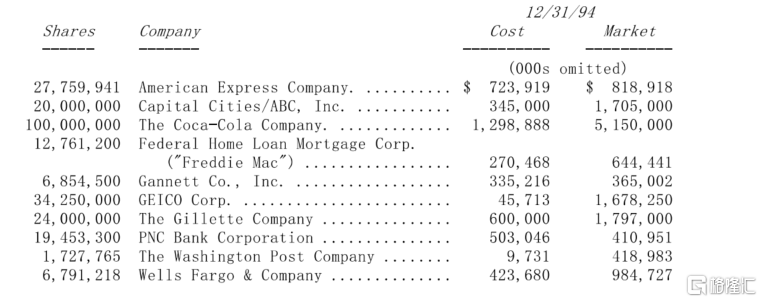 12/31/94
Shares Company Cost Market
(000s omitted)
27,759,941 American Express Company. .......... $ 723,919 $ 818,918
20,000,000 Capital Cities/ABC, Inc. ........... 345,000 1,705,000
100,000,000 The Coca-Cola Company. ............. 1,298,888 5,150,000
12,761,200 Federal Home Loan Mortgage Corp.
("Freddie Mac") ................. 270,468 644,441
6,854,500 Gannett Co., Inc. .................. 335,216 365,002
34,250,000 GEICO Corp. ........................ 45,713 1,678,250
24,000,000 The Gillette Company ............... 600,000 1,797,000
19,453,300 PNC Bank Corporation ............... 503,046 410,951
1,727,765 The Washington Post Company ........ 9,731 418,983
6,791,218 Wells Fargo & Company .............. 423,680 984,727
格隆汇